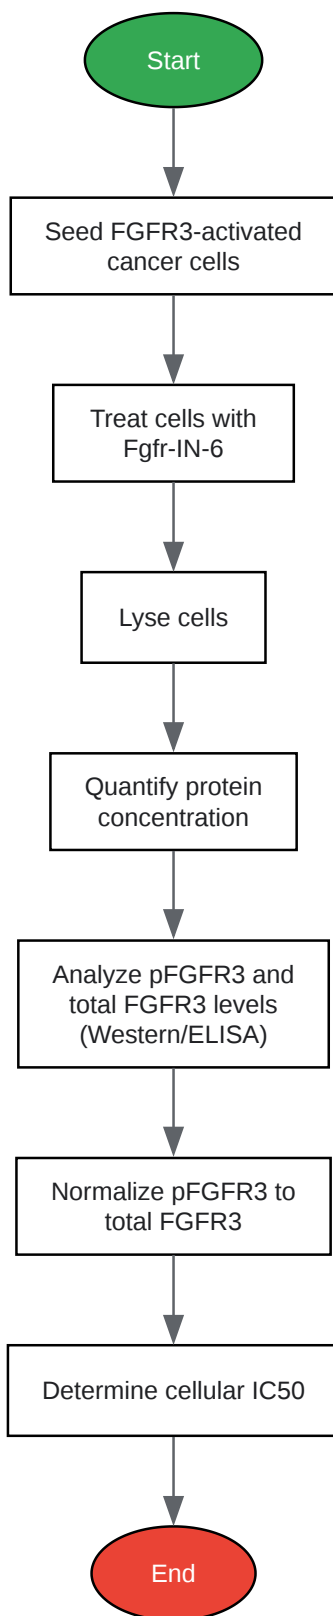 Start
Seed FGFR3-activated
cancer cells
Treat cells with
Fgfr-IN-6
Lyse cells
Quantify protein
concentration
Analyze pFGFR3 and
total FGFR3 levels
(Western/ELISA)
Normalize pFGFR3 to
total FGFR3
Determine cellular IC50
End